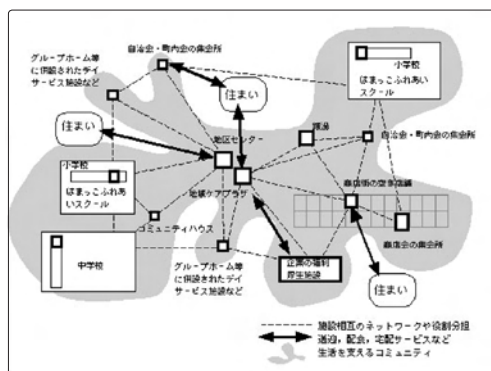 自治会・町内会の集会所
グループホーム等
に併設されたデイ
サービス施設など
住まい
小学校
はまっこふれあい
スクール
住まい
地区センター
自治会・町内会の集会所
小学校
はまっこふれあい
スクール
地域ケアプラザ
商店街の空き店舗
コミュニティハウス
中学校
グループホーム等
に併設されたデイ
サービス施設など
企業の福利
厚生施設
商店会の集会所
住まい
施設相互のネットワークや役割分担
送迎，配食，宅配サービスなど
生活を支えるコミュニティ